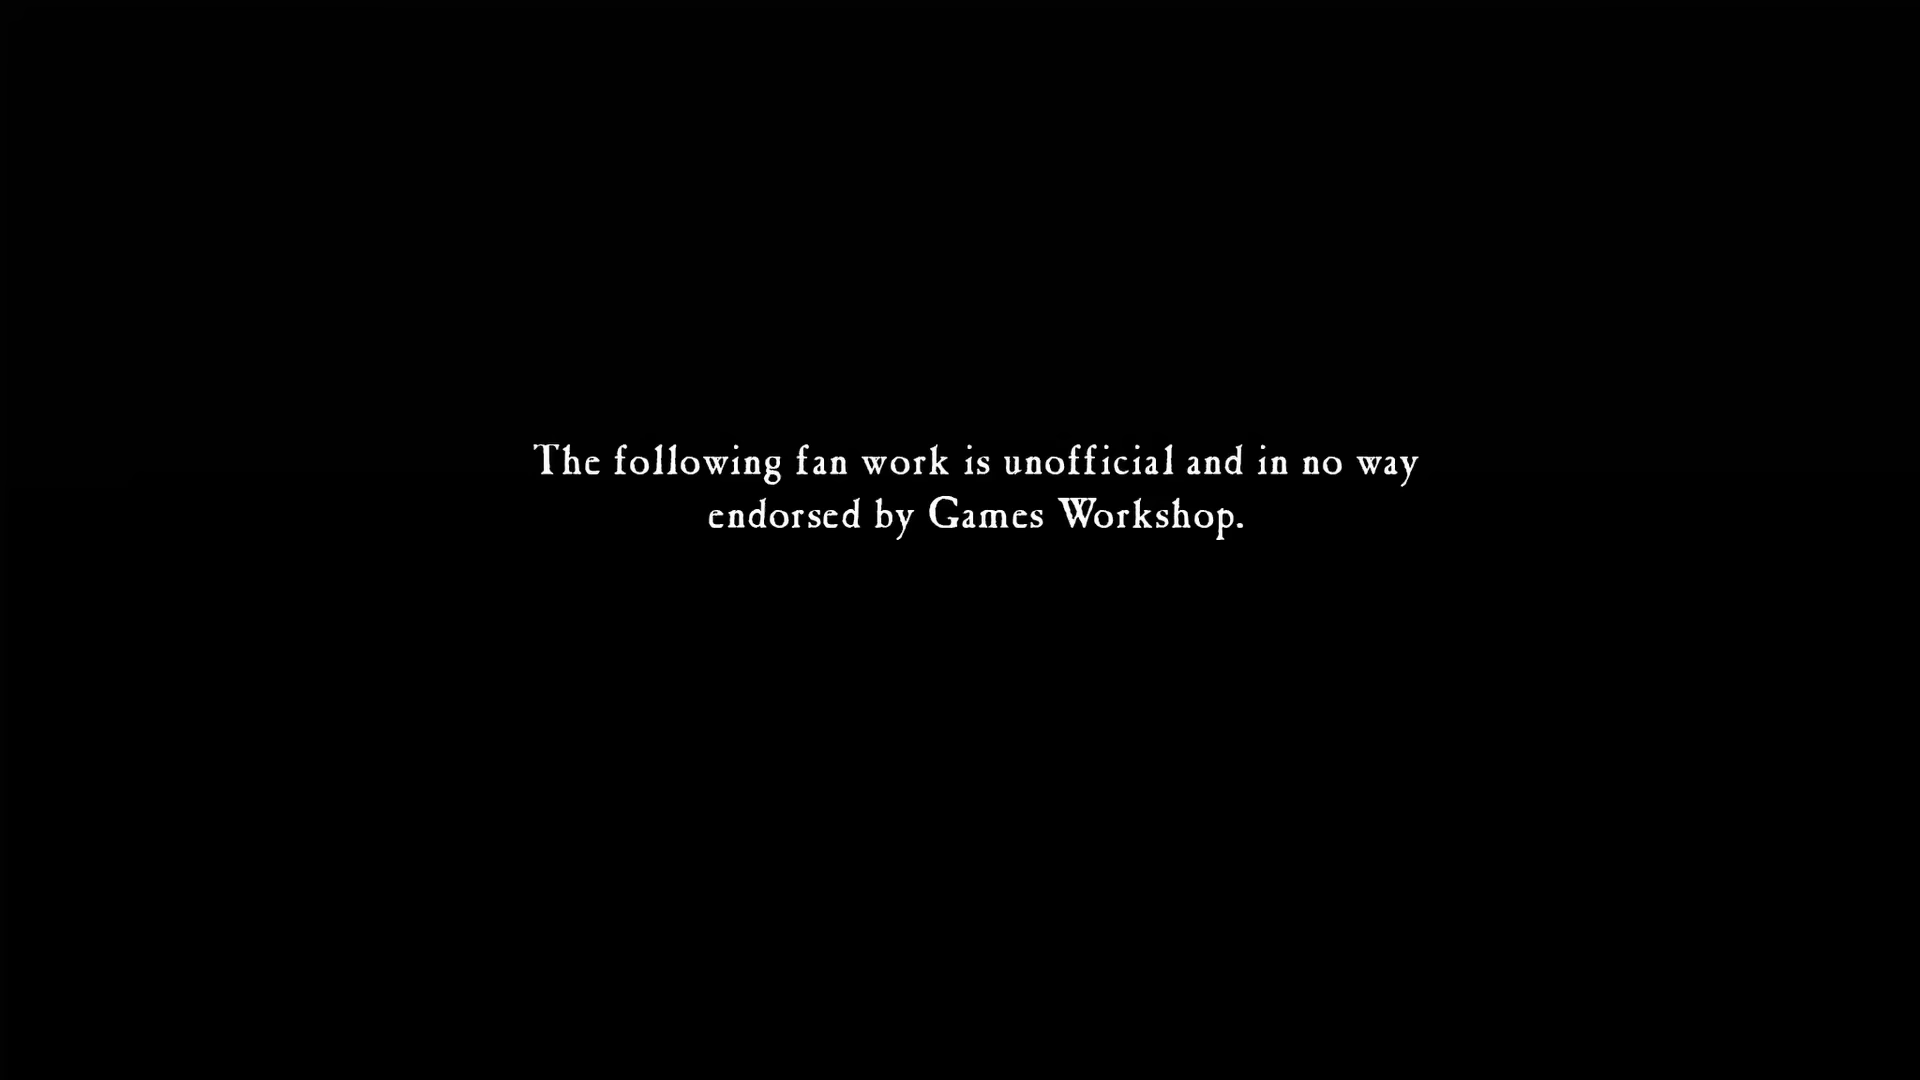 The following fan work is unofficial and in no way
endorsed by Games Workshop.